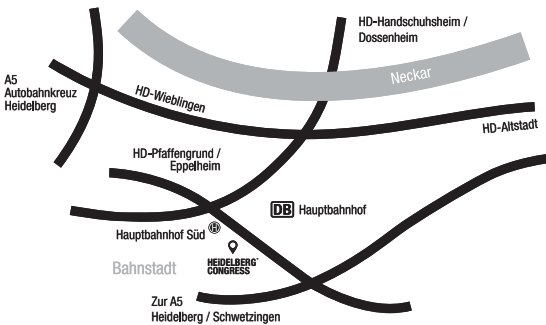 HD-Handschuhsheim /
Dossenheim
Neckar
A5
Autobahnkreuz
Heidelberg
HD-Wieblingen
HD-Altstadt
HD-Pfaffengrund /
Eppelheim
DB Hauptbahnhof
Hauptbahnhof Süd H
HEIDELBERG
CONGRESS
Bahnstadt
Zur A5
Heidelberg / Schwetzingen